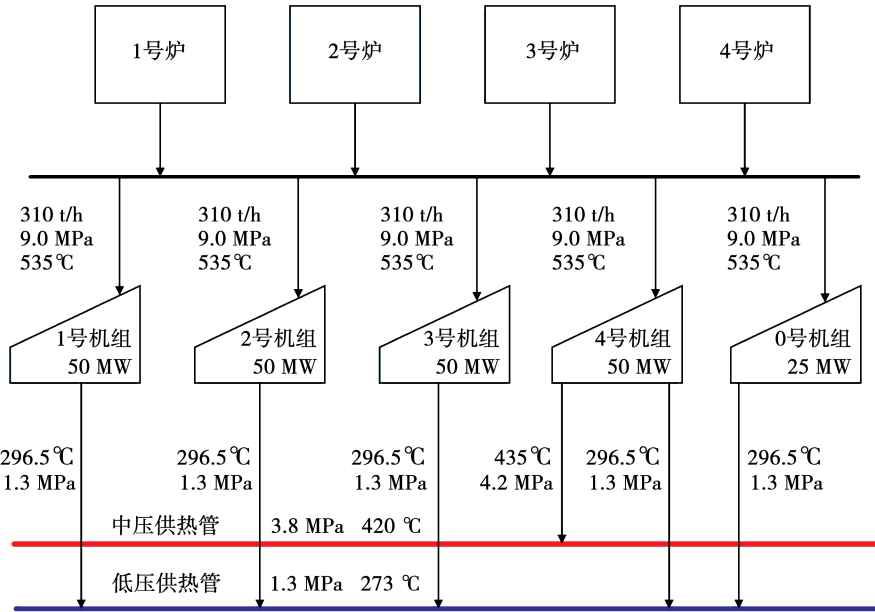 1号炉
2号炉
3号炉
4号炉
310 t/h
9.0 MPa
535℃
310 t/h
9.0 MPa
535℃
310 t/h
9.0 MPa
535℃
310 t/h
9.0 MPa
535℃
310 t/h
9.0 MPa
535℃
1号机组
50 MW
2号机组
50 MW
3号机组
50 MW
4号机组
50 MW
0号机组
25 MW
296.5℃
1.3 MPa
296.5℃
1.3 MPa
296.5℃
1.3 MPa
435℃
4.2 MPa
296.5℃
1.3 MPa
296.5℃
1.3 MPa
中压供热管 3.8 MPa 420 ℃
低压供热管 1.3 MPa 273 ℃